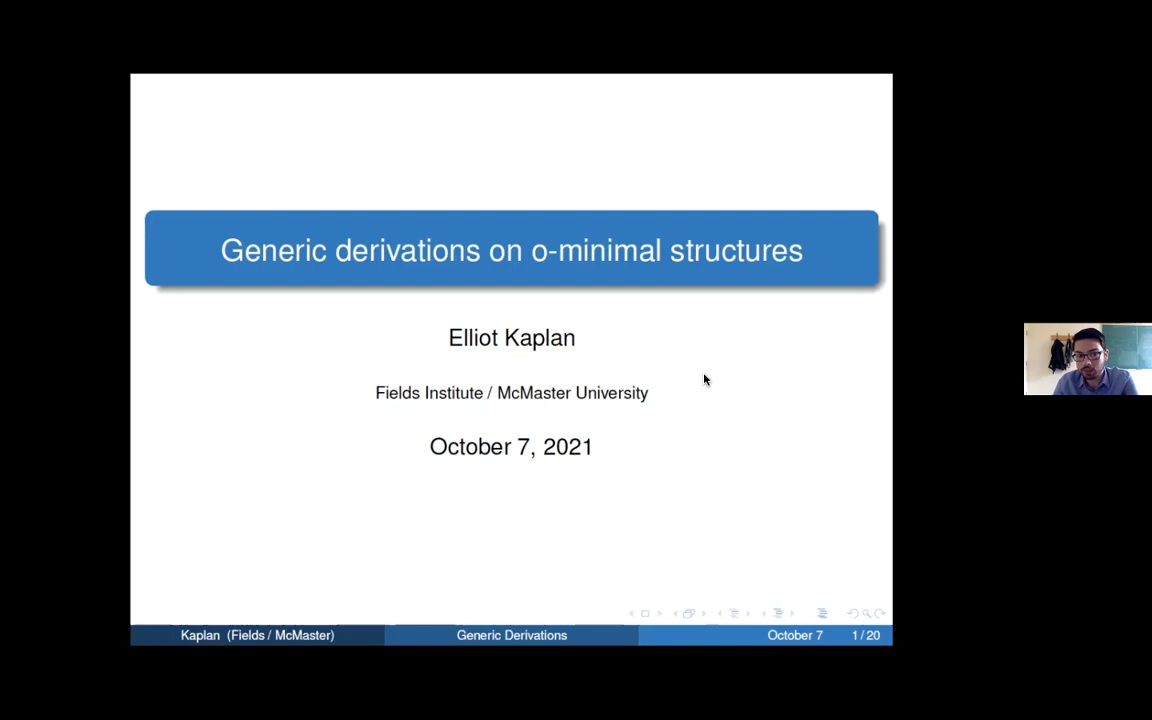 Generic derivations on o-minimal structures
Elliot Kaplan
Fields Institute / McMaster University
October 7, 2021
Kaplan (Fields / McMaster)
Generic Derivations
October 7
1 / 20